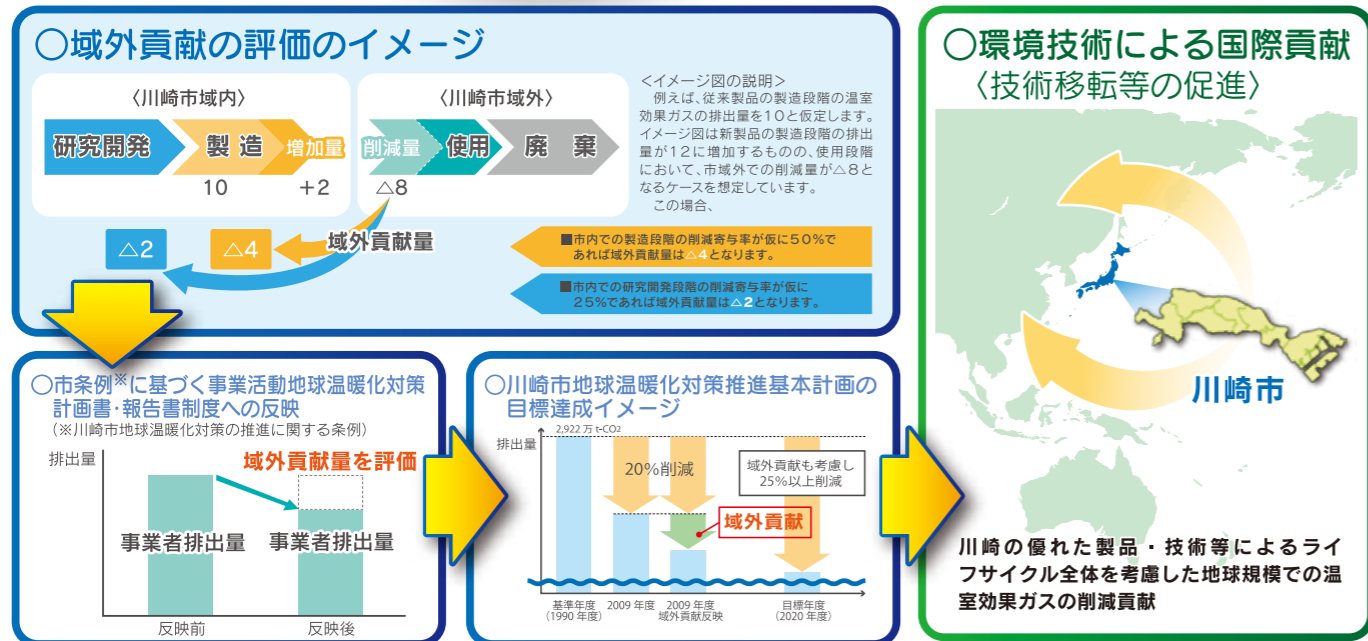 ○域外貢献の評価のイメージ
〈川崎市域内〉
研究開発
製造
増加量
10
+2
〈川崎市域外〉
削減量
使用
廃棄
△8
域外貢献量
△2
△4
<イメージ図の説明>
例えば、従来製品の製造段階の温室
効果ガスの排出量を10と仮定します。
イメージ図は新製品の製造段階の排出
量が12に増加するものの、使用段階
において、市域外での削減量が△8と
なるケースを想定しています。
この場合、
■市内での製造段階の削減寄与率が仮に50%で
あれば域外貢献量は△4となります。
■市内での研究開発段階の削減寄与率が仮に
25%であれば域外貢献量は△2となります。
○市条例※に基づく事業活動地球温暖化対策
計画書・報告書制度への反映
(※川崎市地球温暖化対策の推進に関する条例)
排出量
域外貢献量を評価
事業者排出量
事業者排出量
反映前
反映後
○川崎市地球温暖化対策推進基本計画の
目標達成イメージ
2,922万t-CO2
排出量
20%削減
域外貢献も考慮し
25%以上削減
域外貢献
基準年度
(1990年度)
2009年度
2009年度
域外貢献反映
目標年度
(2020年度)
○環境技術による国際貢献
〈技術移転等の促進〉
川崎市
川崎の優れた製品・技術等によるライ
フサイクル全体を考慮した地球規模での温
室効果ガスの削減貢献